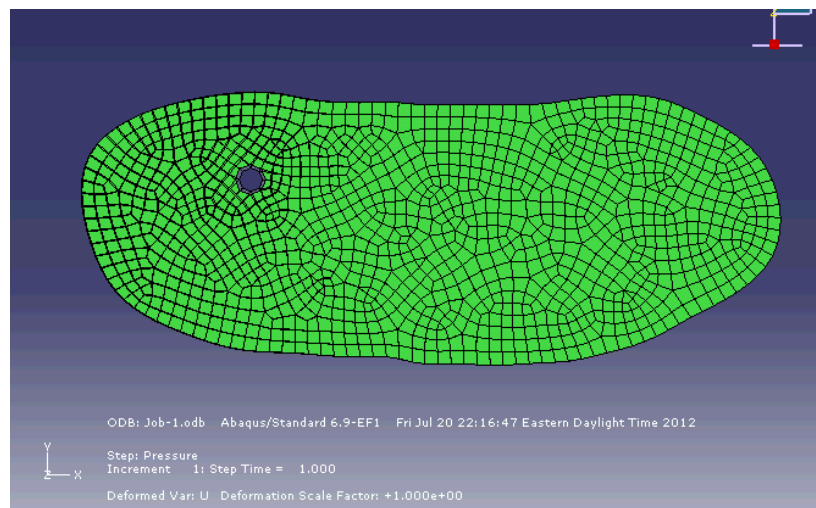 ODB: Job-1.odb Abaqus/Standard 6.9-EF1 Fri Jul 20 22:16:47 Eastern Daylight Time 2012
Y
Z X
Step: Pressure
Increment 1: Step Time = 1.000
Deformed Var: U Deformation Scale Factor: +1.000e+00